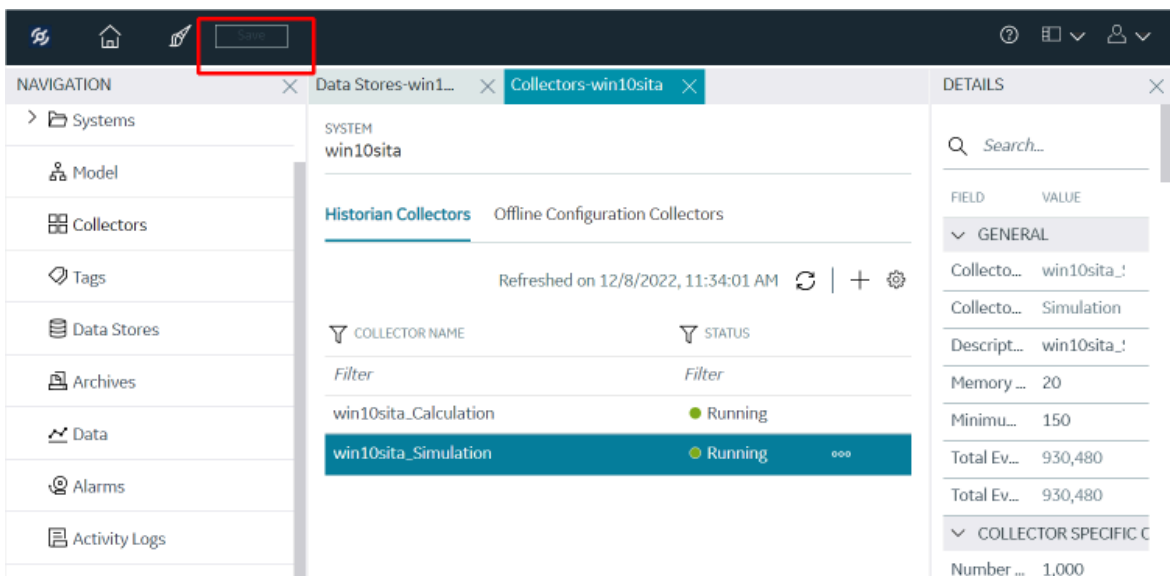 Save
NAVIGATION
Systems
Model
Collectors
Tags
Data Stores
Archives
Data
Alarms
Activity Logs
Data Stores-win1...
Collectors-win10sita
SYSTEM
win10sita
Historian Collectors Offline Configuration Collectors
Refreshed on 12/8/2022, 11:34:01 AM
COLLECTOR NAME STATUS
Filter Filter
win10sita_Calculation Running
win10sita_Simulation Running
DETAILS
Search...
FIELD VALUE
GENERAL
Collecto... win10sita_
Collecto... Simulation
Descript... win10sita_
Memory ... 20
Minimu... 150
Total Ev... 930,480
Total Ev... 930,480
COLLECTOR SPECIFIC C
Number ... 1,000